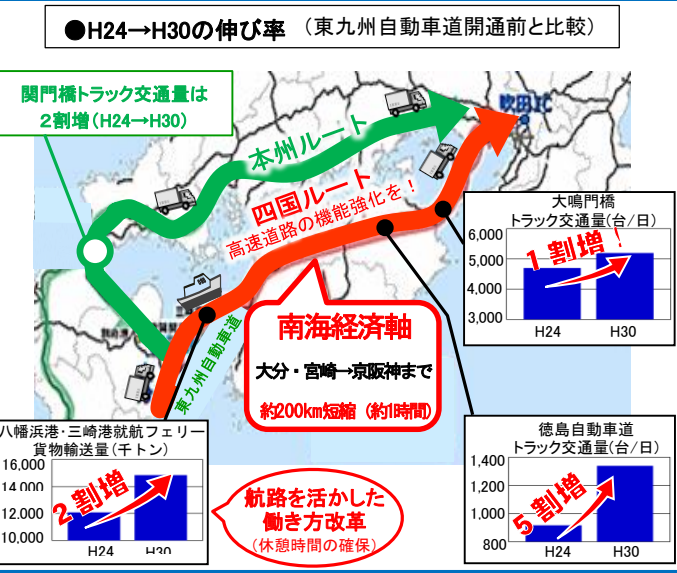 ●H24→H30の伸び率 (東九州自動車道開通前と比較)
関門橋トラック交通量は
2割増(H24→H30)
吹田IC
本州ルート
四国ルート
高速道路の機能強化を!
大鳴門橋
トラック交通量(台/日)
6,000
5,000
4,000
3,000
1割増!
H24
H30
南海経済軸
大分・宮崎→京阪神まで
約200km短縮 (約1時間)
東九州自動車道
八幡浜港・三崎港就航フェリー
貨物輸送量(千トン)
16,000
14,000
12,000
10,000
2割増
H24
H30
航路を活かした
働き方改革
(休憩時間の確保)
徳島自動車道
トラック交通量(台/日)
1,400
1,200
1,000
800
5割増
H24
H30